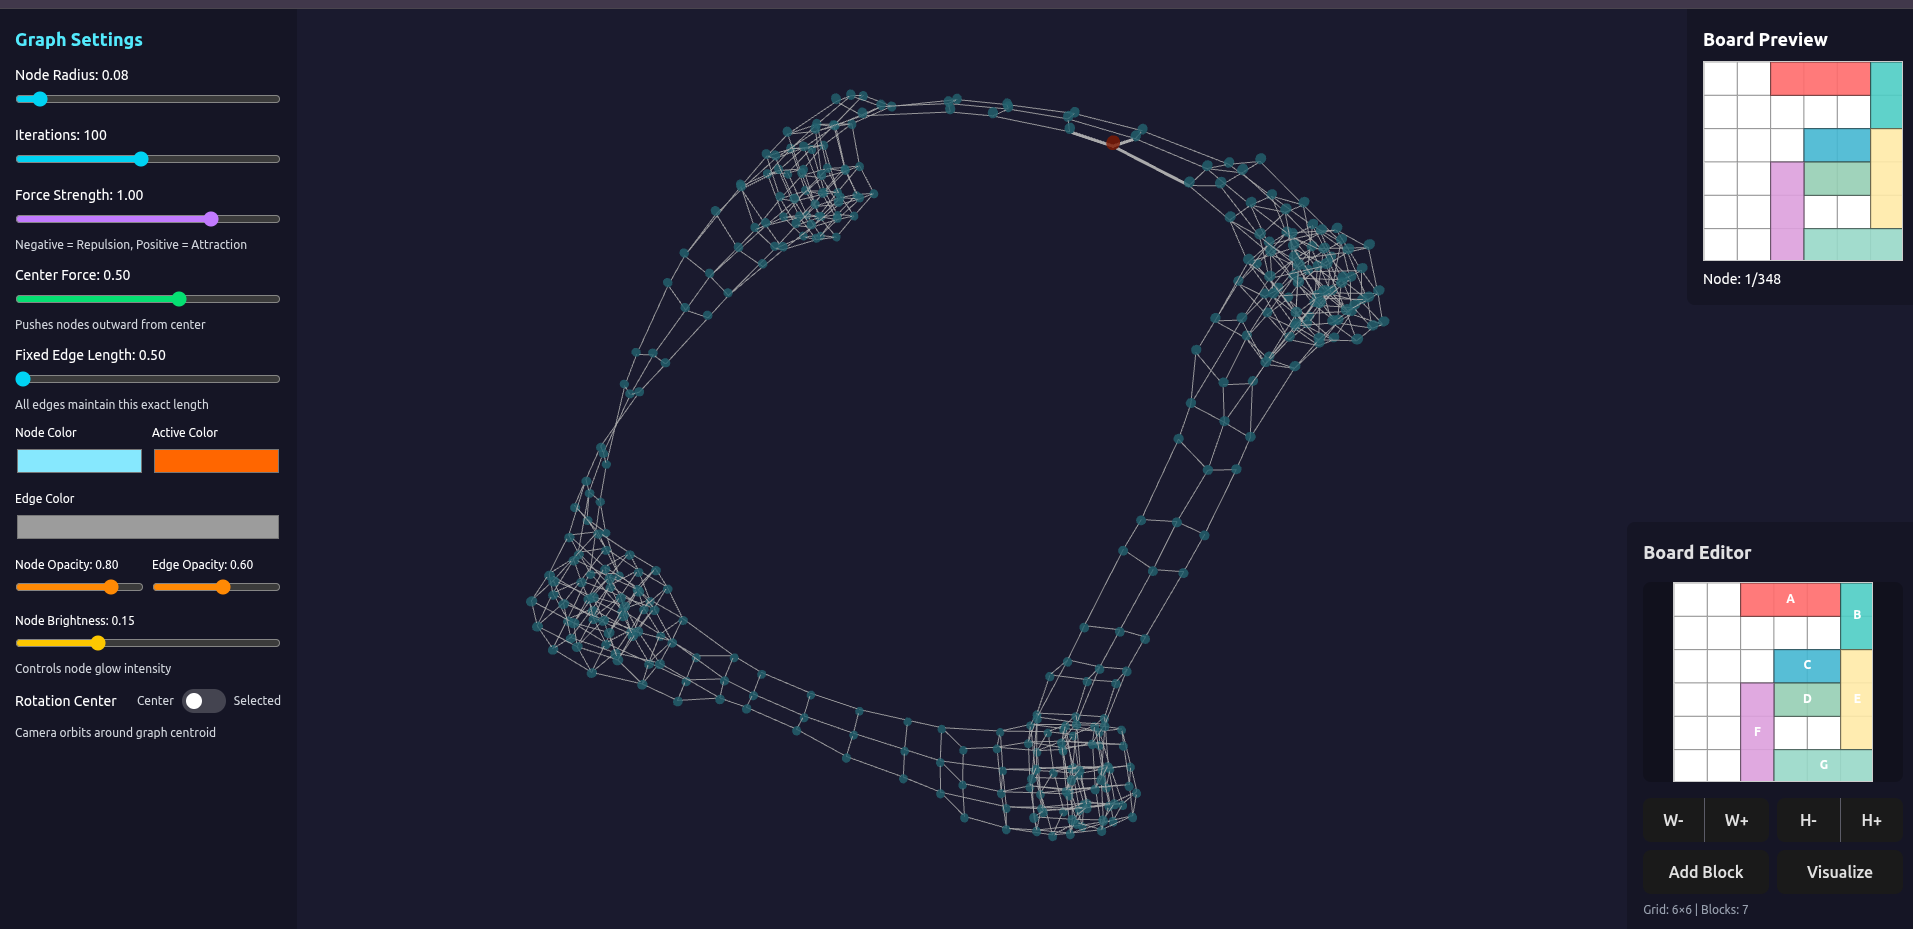 Graph Settings
Node Radius: 0.08
Iterations: 100
Force Strength: 1.00
Negative = Repulsion, Positive = Attraction
Center Force: 0.50
Pushes nodes outward from center
Fixed Edge Length: 0.50
All edges maintain this exact length
Node Color Active Color
Edge Color
Node Opacity: 0.80 Edge Opacity: 0.60
Node Brightness: 0.15
Controls node glow intensity
Rotation Center Center Selected
Camera orbits around graph centroid
Board Preview
Node: 1/348
Board Editor
A
B
C
D E
F
G
W- W+ H- H+
Add Block Visualize
Grid: 6×6 | Blocks: 7